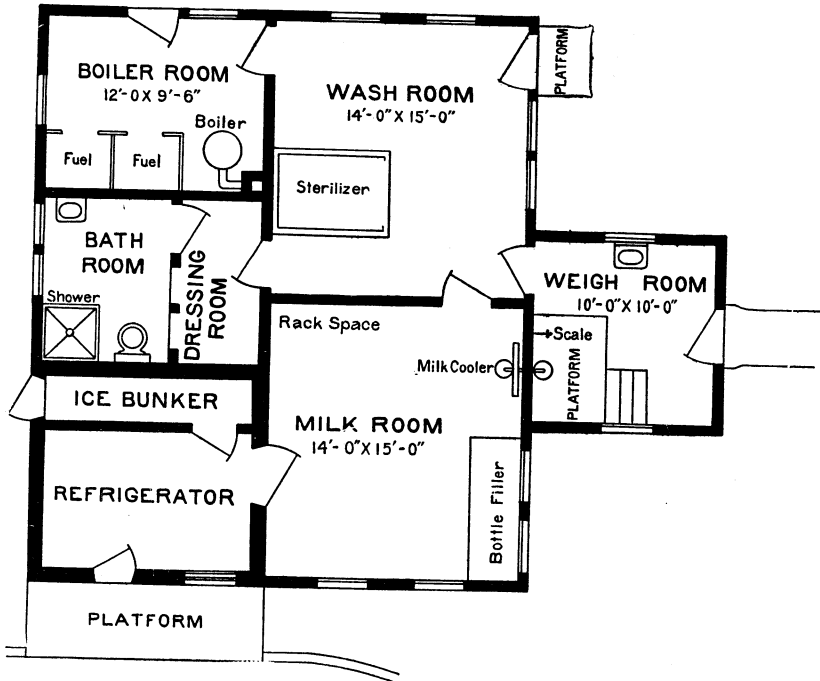 BOILER ROOM
12'-0 X 9'-6"
Boiler
Fuel
Fuel
WASH ROOM
14'-0" X 15'-0"
PLATFORM
Sterilizer
BATH
ROOM
Shower
DRESSING
ROOM
WEIGH ROOM
10'-0" X 10'-0"
Scale
PLATFORM
Rack Space
Milk Cooler
ICE BUNKER
MILK ROOM
14'-0" X 15'-0"
REFRIGERATOR
Bottle Filler
PLATFORM